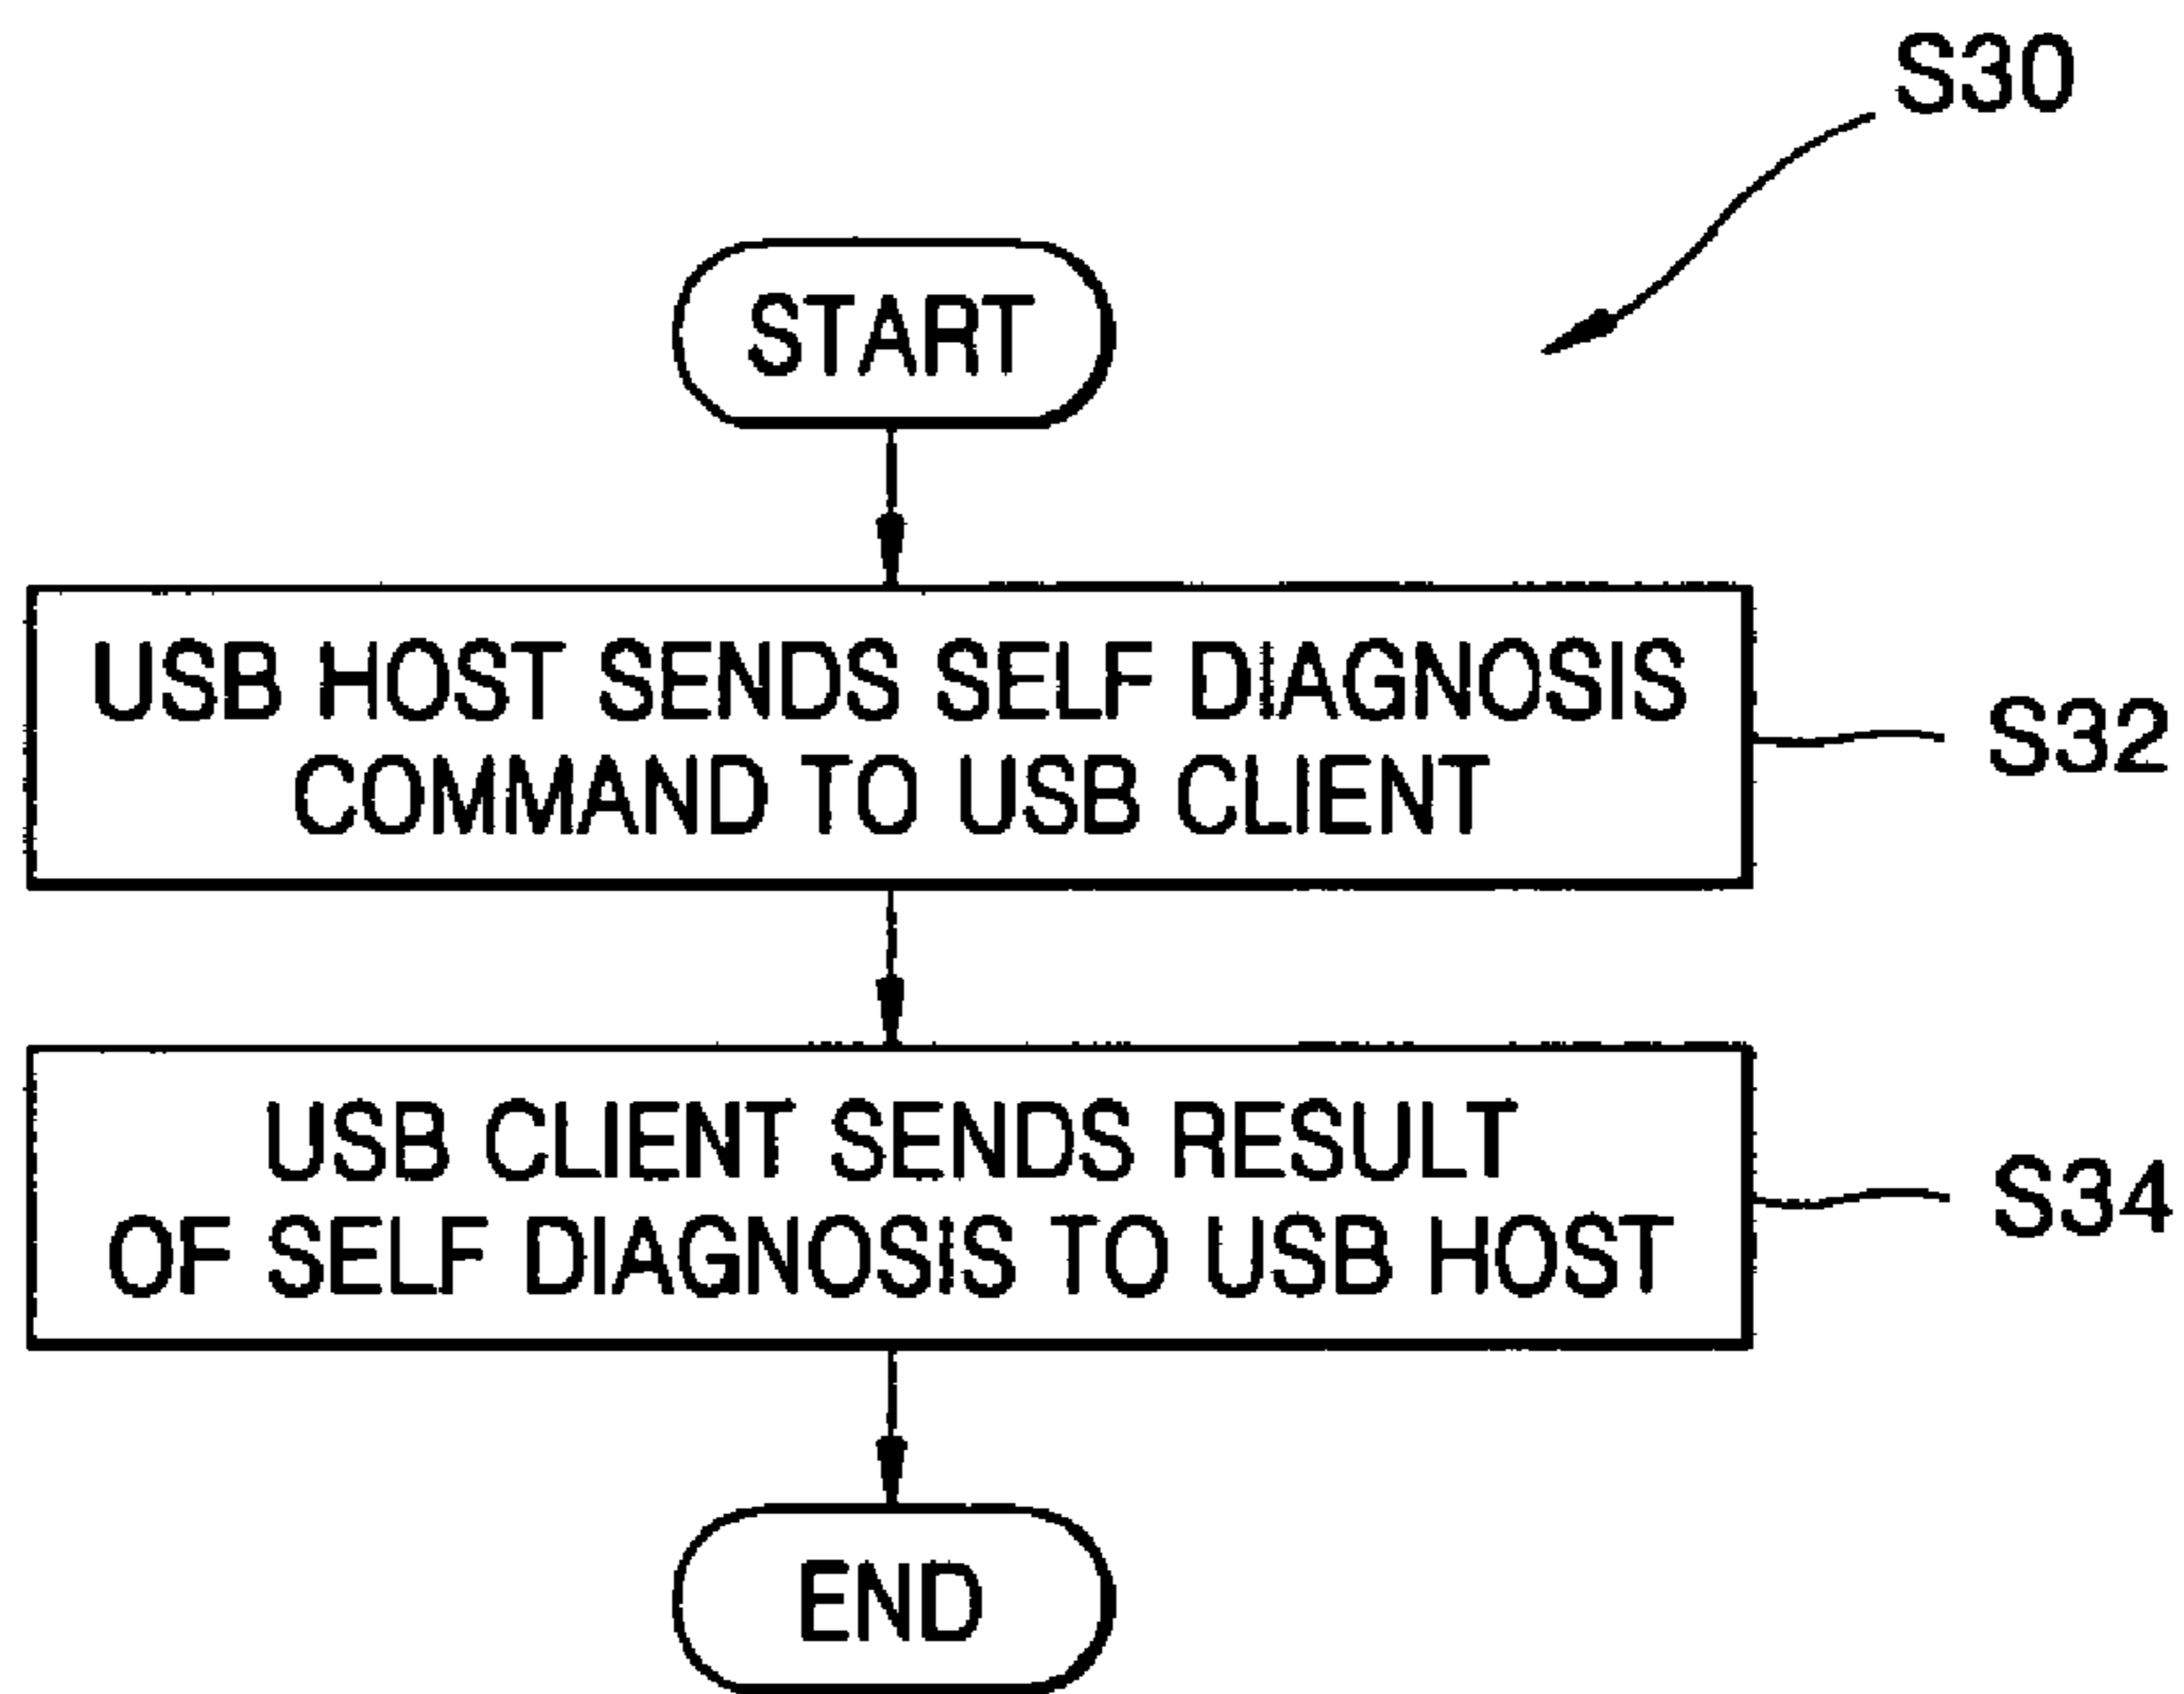 S30
START
USB HOST SENDS SELF DIAGNOSIS
COMMAND TO USB CLIENT
S32
USB CLIENT SENDS RESULT
OF SELF DIAGNOSIS TO USB HOST
S34
END